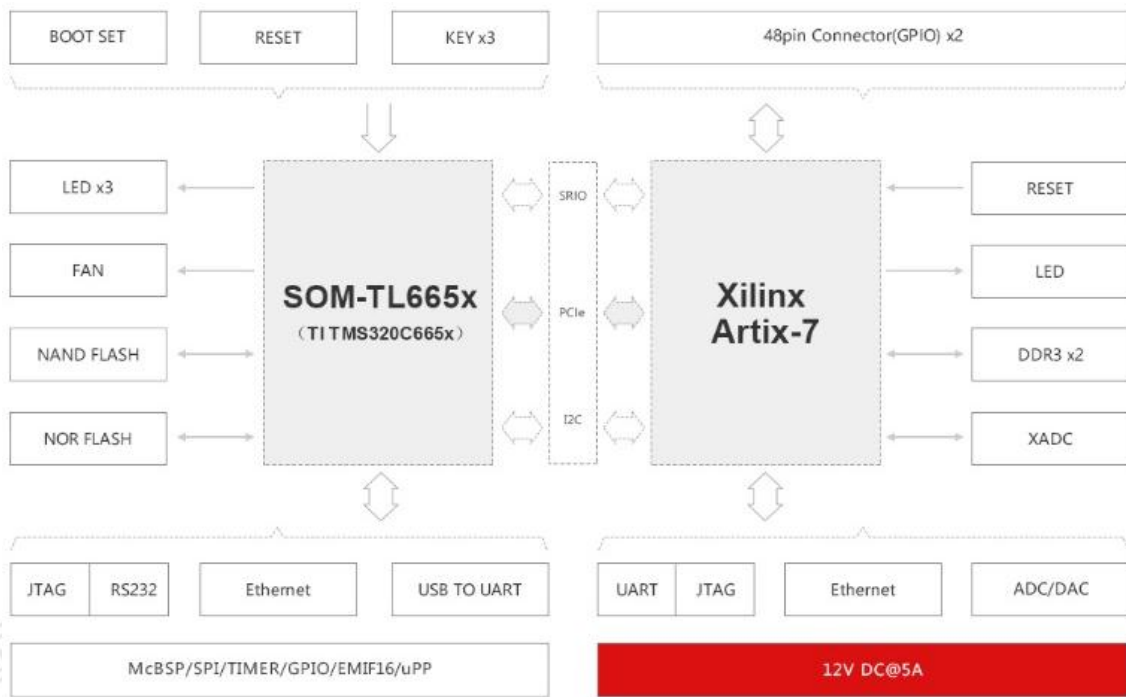 BOOT SET
RESET
KEY x3
48pin Connector(GPIO) x2
LED x3
FAN
NAND FLASH
NOR FLASH
SOM-TL665x
(TI TMS320C665x)
SRIO
PCIe
I2C
Xilinx
Artix-7
RESET
LED
DDR3 x2
XADC
JTAG
RS232
Ethernet
USB TO UART
UART
JTAG
Ethernet
ADC/DAC
McBSP/SPI/TIMER/GPIO/EMIF16/uPP
12V DC@5A